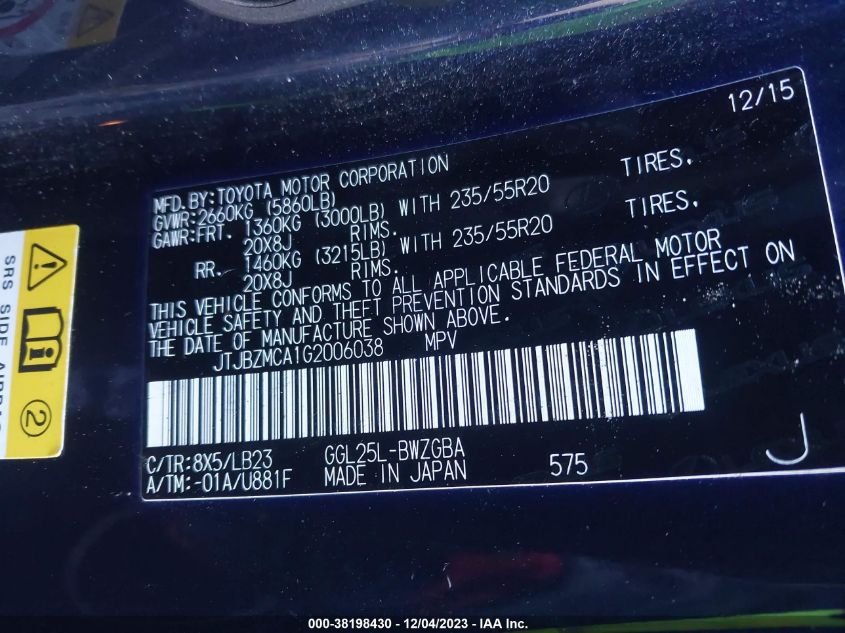 12/15
MFD. BY: TOYOTA MOTOR CORPORATION
GVWR: 2660KG (5860LB)
GAWR: FRT. 1360KG (3000LB) WITH 235/55R20 TIRES,
20X8J RIMS.
RR. 1460KG (3215LB) WITH 235/55R20 TIRES,
20X8J RIMS.
THIS VEHICLE CONFORMS TO ALL APPLICABLE FEDERAL MOTOR
VEHICLE SAFETY AND THEFT PREVENTION STANDARDS IN EFFECT ON
THE DATE OF MANUFACTURE SHOWN ABOVE.
JTJBZMCA1G2006038 MPV
C/TR: 8X5/LB23 GGL25L-BWZGBA
A/TM: -01A/U881F MADE IN JAPAN 575 J
SRS SIDE
2
000-38198430 - 12/04/2023 - IAA Inc.